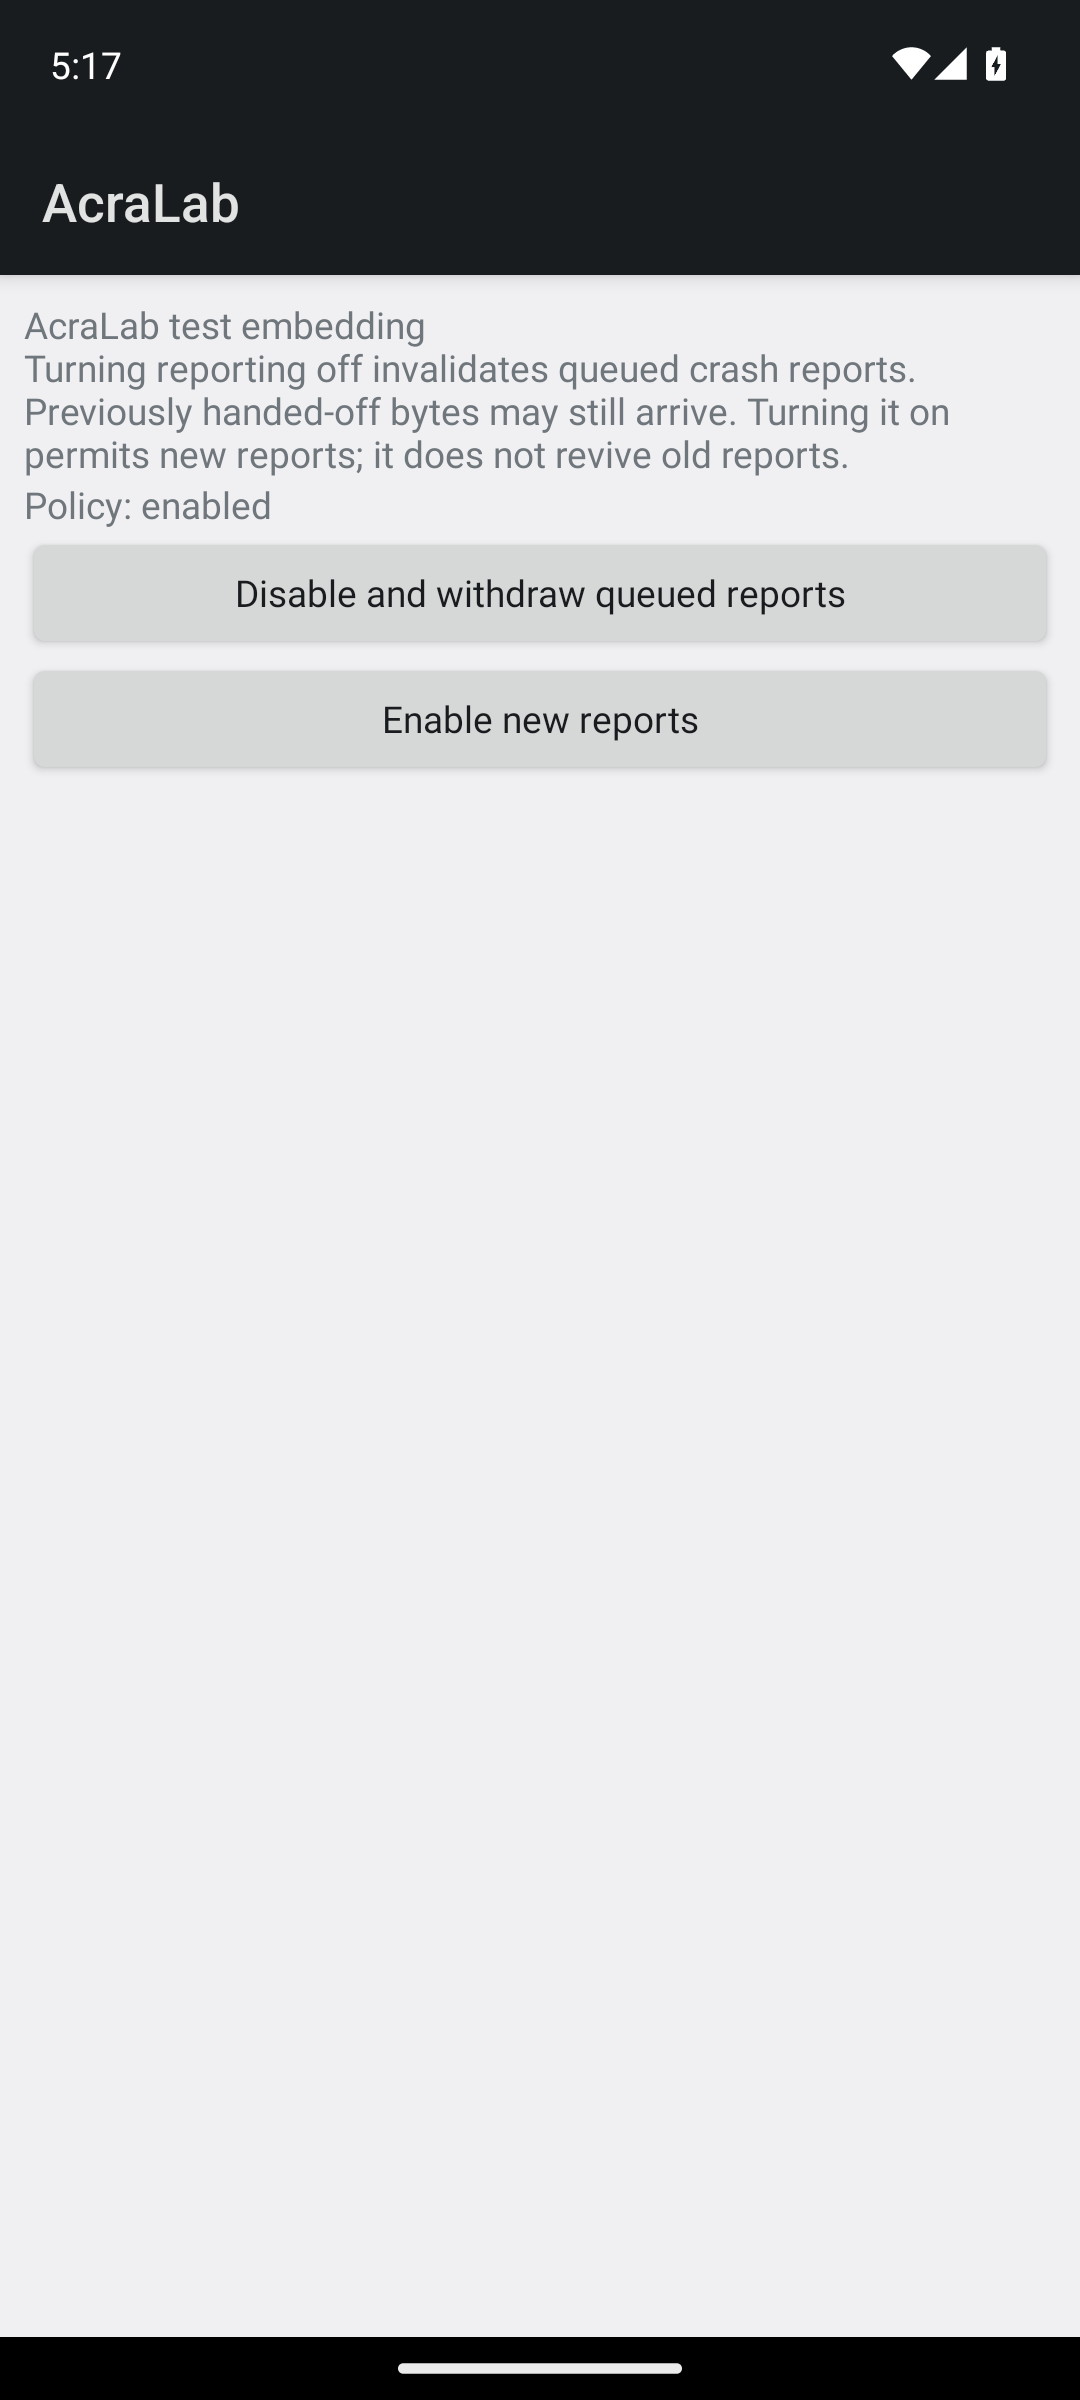 5:17
AcraLab
AcraLab test embedding
Turning reporting off invalidates queued crash reports.
Previously handed-off bytes may still arrive. Turning it on
permits new reports; it does not revive old reports.
Policy: enabled
Disable and withdraw queued reports
Enable new reports